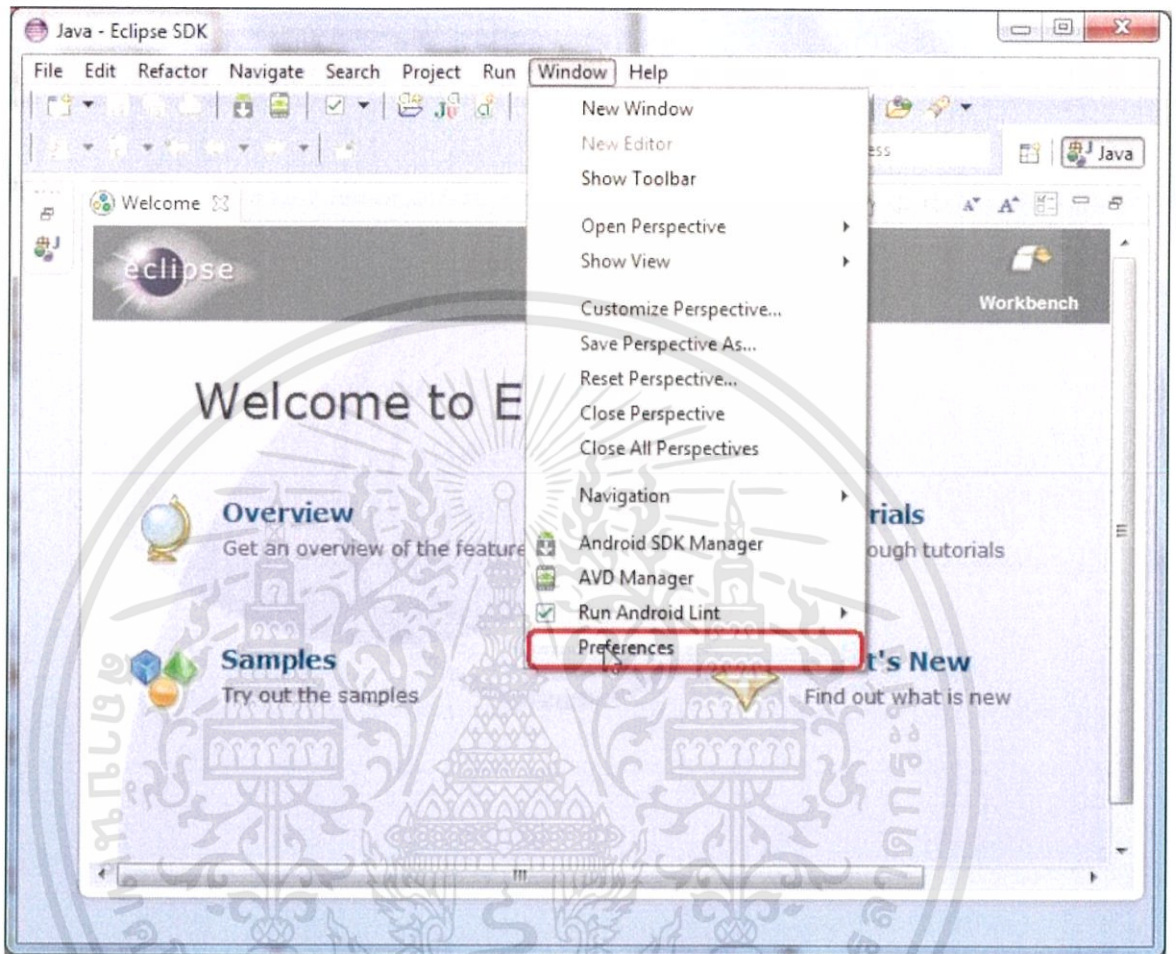 Java - Eclipse SDK
File Edit Refactor Navigate Search Project Run Window Help
New Window
New Editor
Show Toolbar
Open Perspective
Show View
Customize Perspective...
Save Perspective As...
Reset Perspective...
Close Perspective
Close All Perspectives
Navigation
Android SDK Manager
AVD Manager
Run Android Lint
Preferences
ess
Java
Welcome
eclipse
Workbench
Welcome to E
Overview
Get an overview of the feature
rials
ough tutorials
Samples
Try out the samples
t's New
Find out what is new